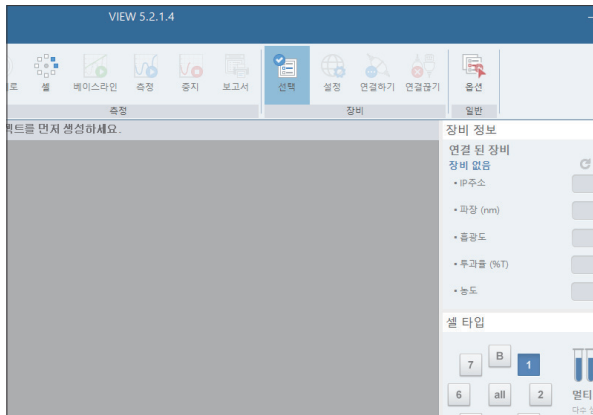 VIEW 5.2.1.4
로 셀 베이스라인 측정 중지 보고서 선택 설정 연결하기 연결끊기 옵션
측정 장비 일반
젝트를 먼저 생성하세요.
장비 정보
연결 된 장비
장비 없음
• IP주소
• 파장 (nm)
• 흡광도
• 투과율 (%T)
• 농도
셀 타입
7 B 1
6 all 2
멀티
다수